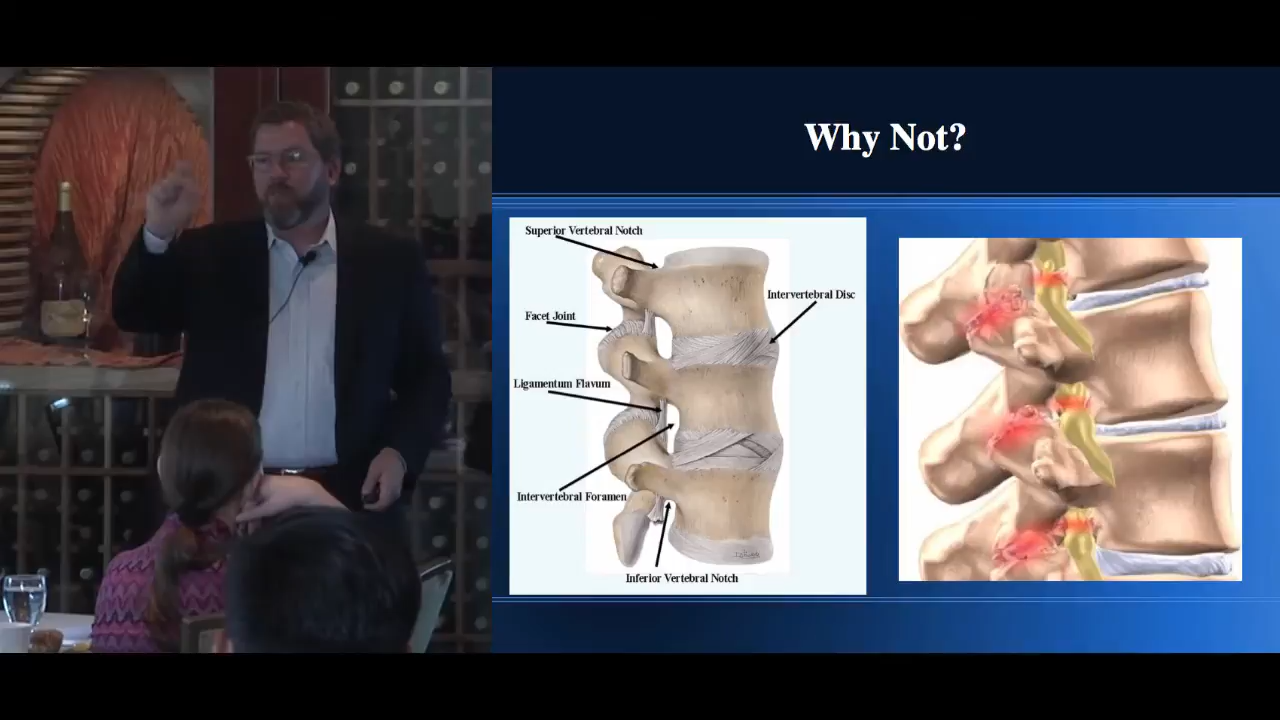 Why Not?
Superior Vertebral Notch
Intervertebral Disc
Facet Joint
Ligamentum Flavum
Intervertebral Foramen
Inferior Vertebral Notch